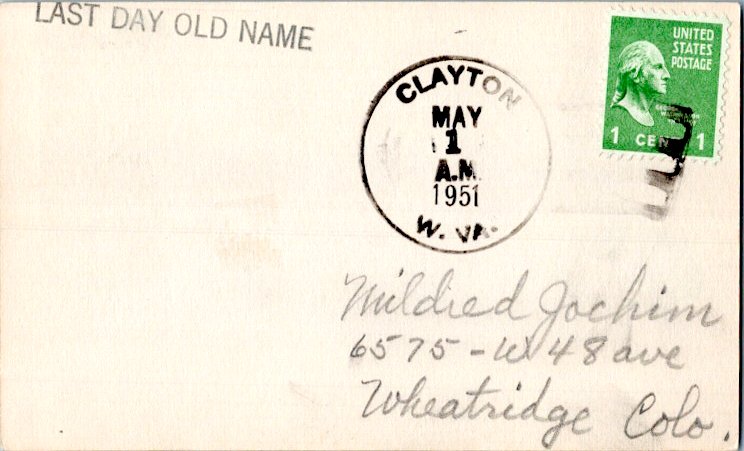 LAST DAY OLD NAME
CLAYTON
MAY
1
A.M.
1951
W. VA.
UNITED
STATES
POSTAGE
1 CENT 1
Mildred Jochim
6575 - W 48 ave
Wheatridge Colo.